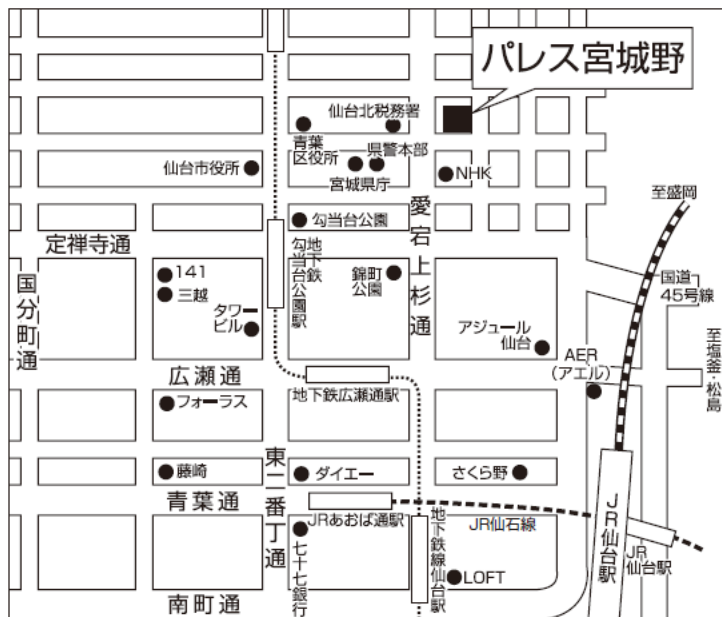 パレス宮城野
仙台北税務署
青葉
区役所
県警本部
仙台市役所
宮城県庁
NHK
至盛岡
勾当台公園
愛宕上杉通
定禅寺通
地下鉄
勾当台公園駅
141
三越
錦町
公園
国道
45号線
国分町通
タワー
ビル
アジュール
仙台
AER
(アエル)
至塩釜・松島
広瀬通
地下鉄広瀬通駅
フォーラス
東二番丁通
藤崎
ダイエー
さくら野
青葉通
JRあおば通駅
地下鉄線仙台駅
JR仙石線
JR仙台駅
JR
仙台駅
七十七銀行
LOFT
南町通